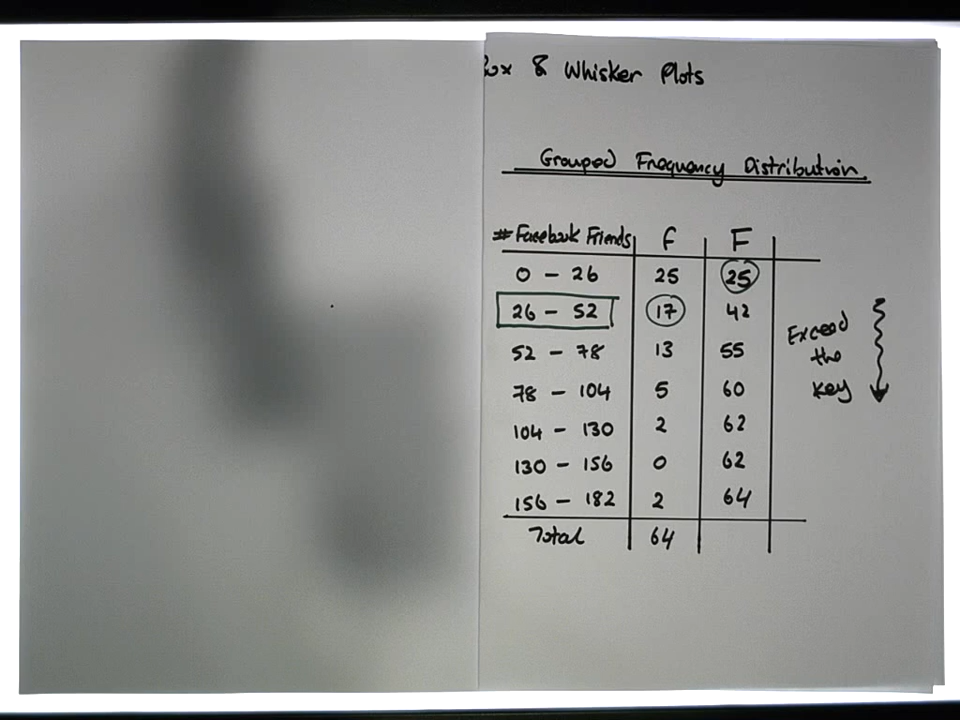 ox & Whisker Plots
Grouped Frequency Distribution.
# Facebook Friends f F
0 - 26 25 25
26 - 52 17 42
52 - 78 13 55
78 - 104 5 60
104 - 130 2 62
130 - 156 0 62
156 - 182 2 64
Total 64
Exceed
the
key